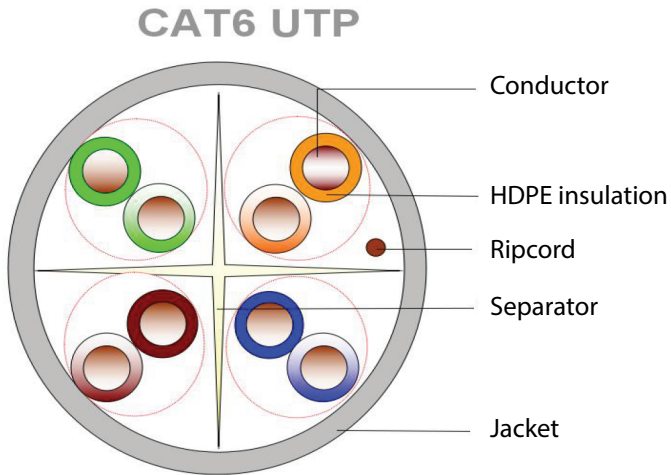 CAT6 UTP
Conductor
HDPE insulation
Ripcord
Separator
Jacket